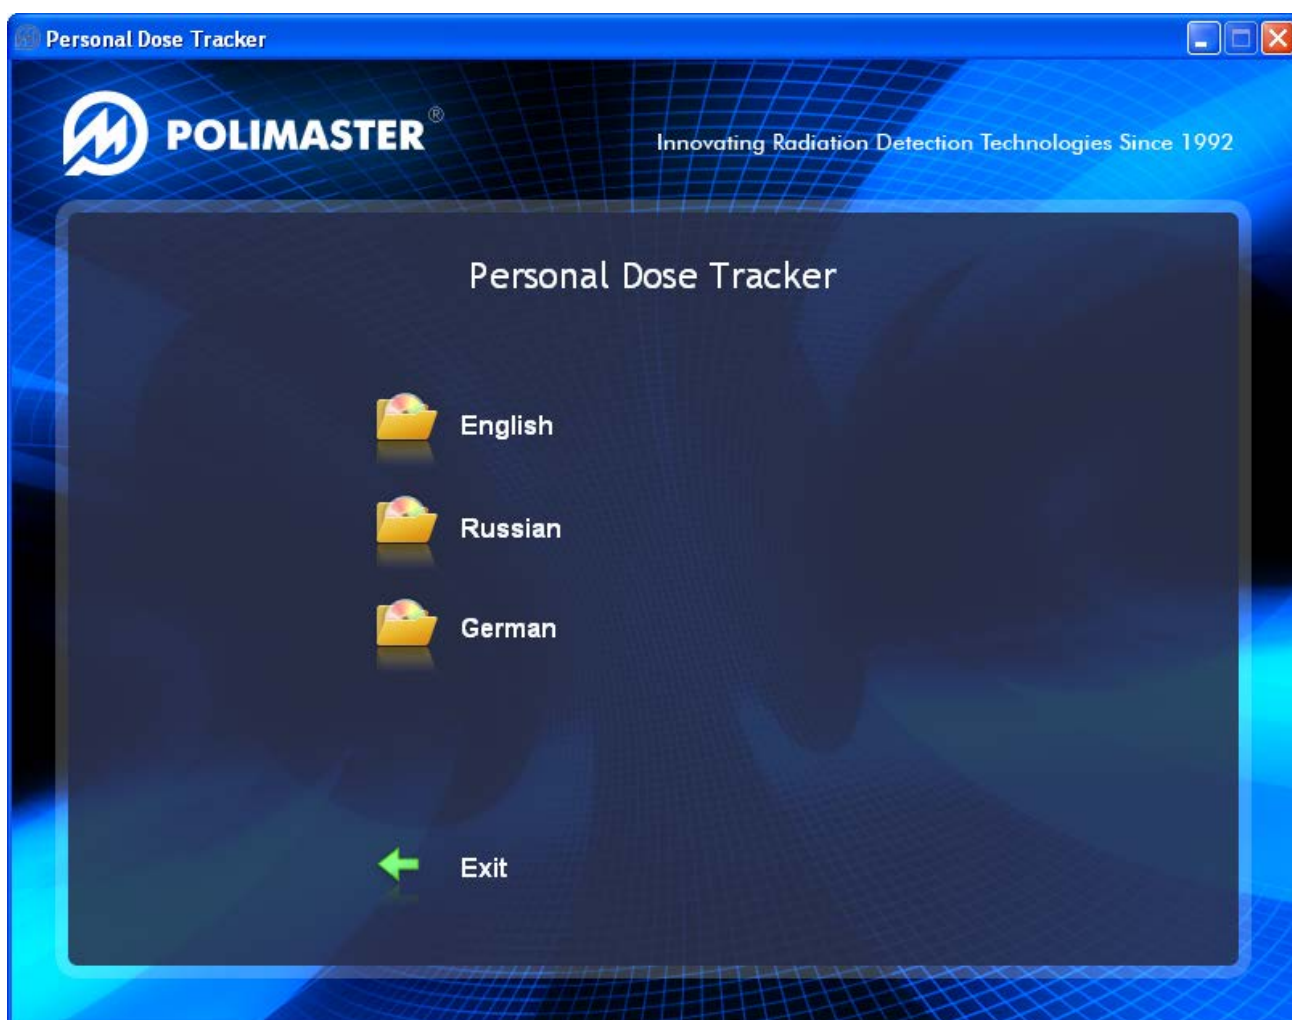 Personal Dose Tracker
POLIMASTER®
Innovating Radiation Detection Technologies Since 1992
Personal Dose Tracker
English
Russian
German
Exit